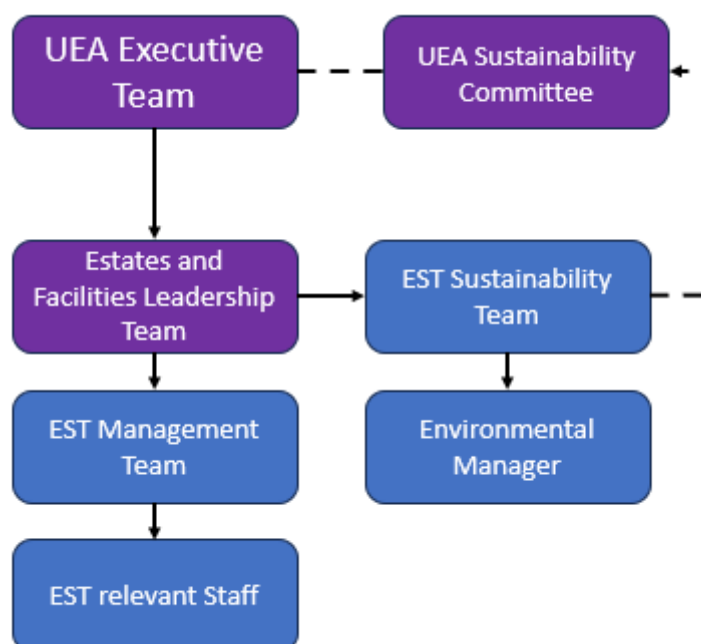 UEA Executive
Team
UEA Sustainability
Committee
Estates and
Facilities Leadership
Team
EST Sustainability
Team
EST Management
Team
Environmental
Manager
EST relevant Staff